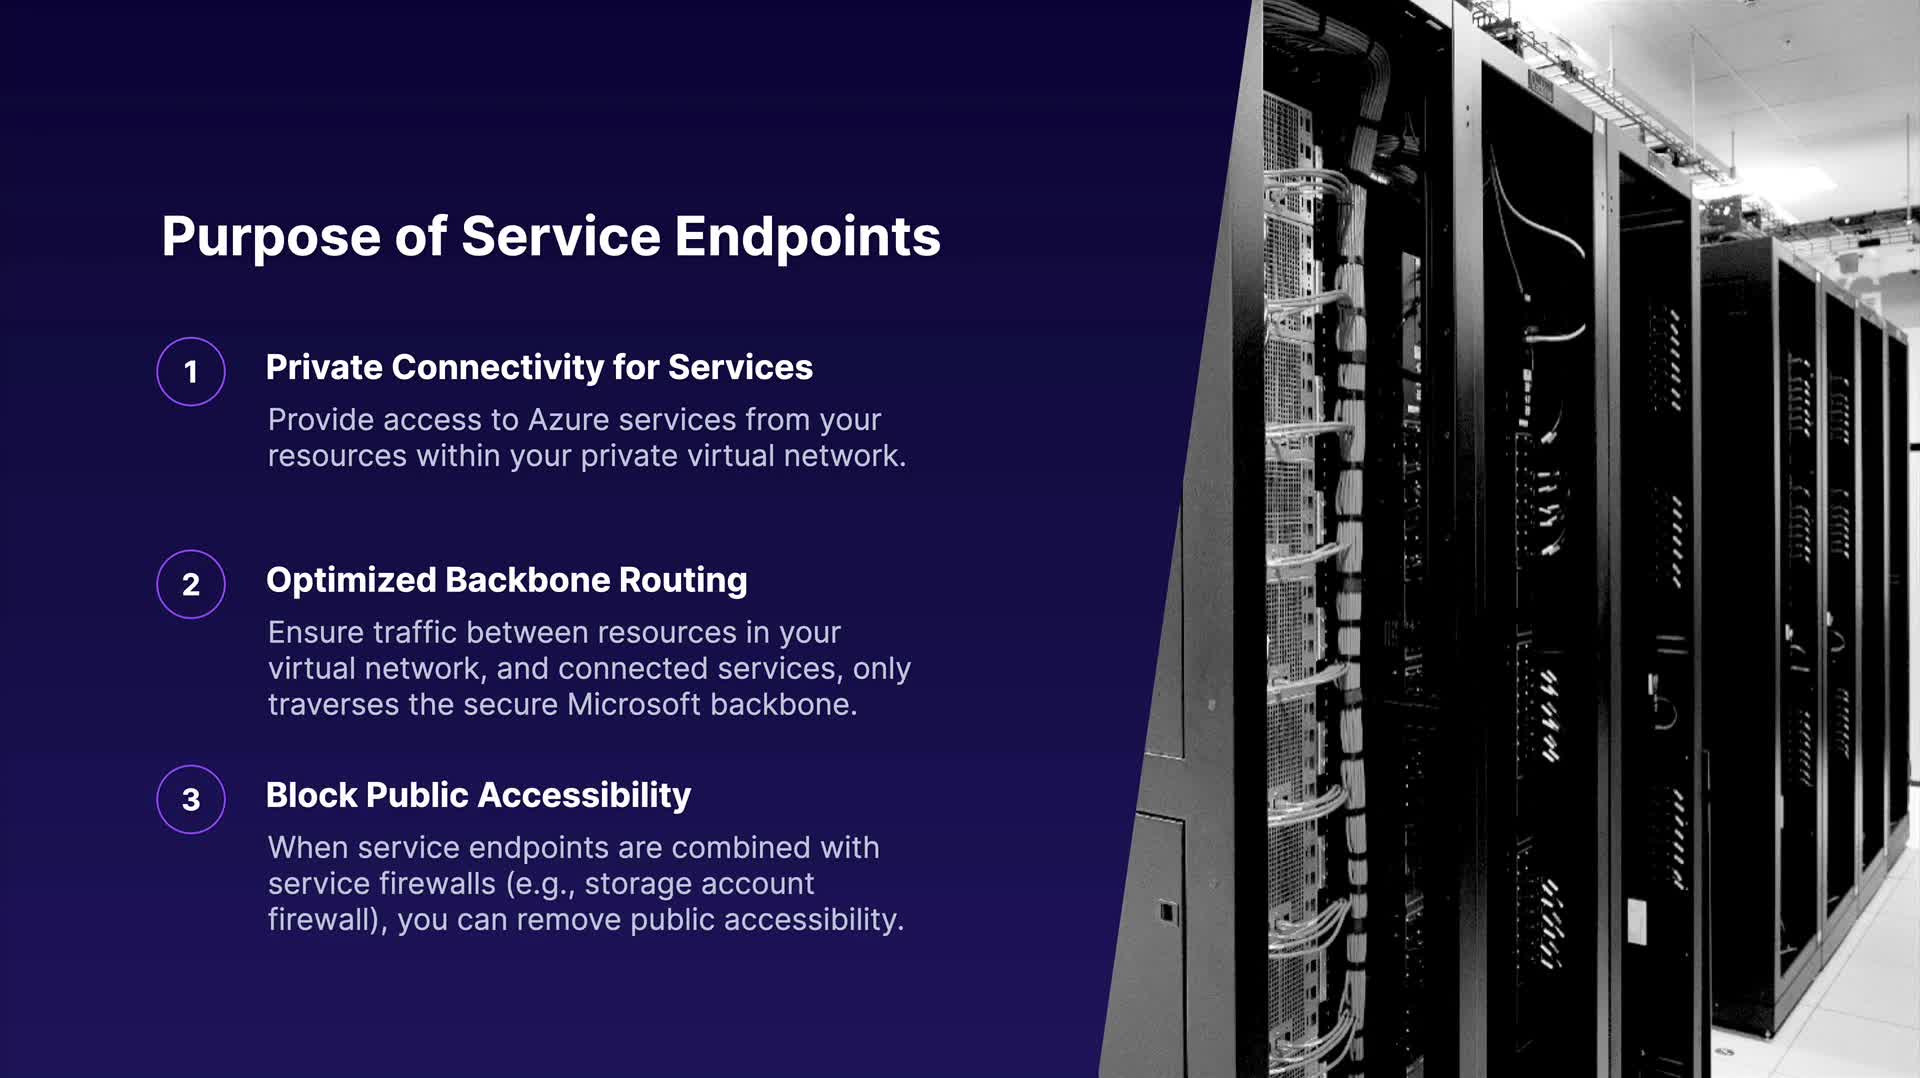 Purpose of Service Endpoints
1
Private Connectivity for Services
Provide access to Azure services from your
resources within your private virtual network.
2
Optimized Backbone Routing
Ensure traffic between resources in your
virtual network, and connected services, only
traverses the secure Microsoft backbone.
3
Block Public Accessibility
When service endpoints are combined with
service firewalls (e.g., storage account
firewall), you can remove public accessibility.